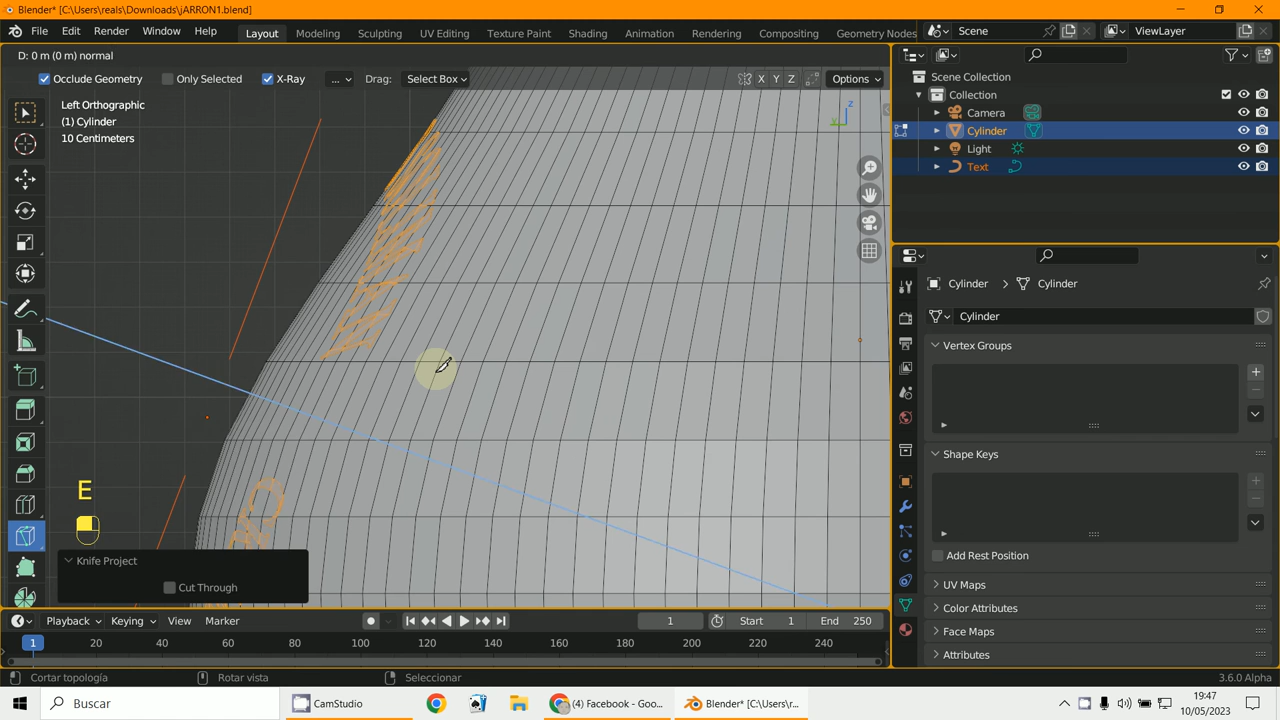 Blender* [C:\Users\reals\Downloads\jARRON1.blend]
File Edit Render Window Help Layout Modeling Sculpting UV Editing Texture Paint Shading Animation Rendering Compositing Geometry Nodes Scene ViewLayer
D: 0 m (0 m) normal
Occlude Geometry Only Selected X-Ray ... Drag: Select Box X Y Z Options
Left Orthographic
(1) Cylinder
10 Centimeters
z
y
E
Knife Project
Cut Through
Scene Collection
Collection
Camera
Cylinder
Light
Text
Cylinder > Cylinder
Cylinder
Vertex Groups
Shape Keys
Add Rest Position
UV Maps
Color Attributes
Face Maps
Attributes
Playback Keying View Marker 1 Start 1 End 250
1 20 40 60 80 100 120 140 160 180 200 220 240
Cortar topología Rotar vista Seleccionar 3.6.0 Alpha
Buscar CamStudio (4) Facebook - Goo... Blender* [C:\Users\r... 19:47
10/05/2023